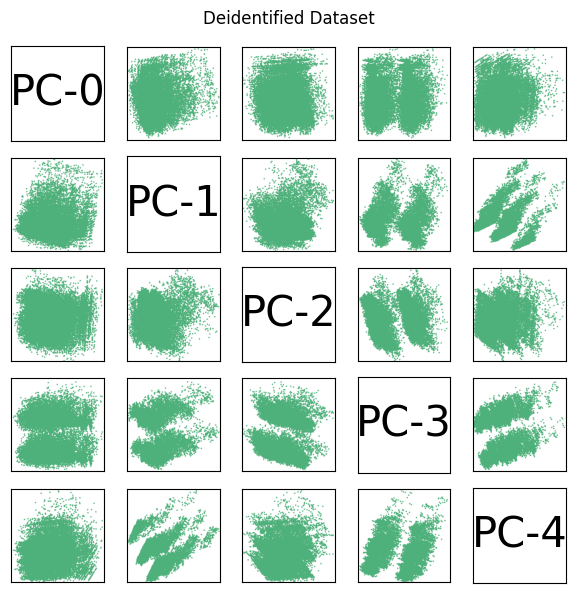 Deidentified Dataset
PC-0
PC-1
PC-2
PC-3
PC-4